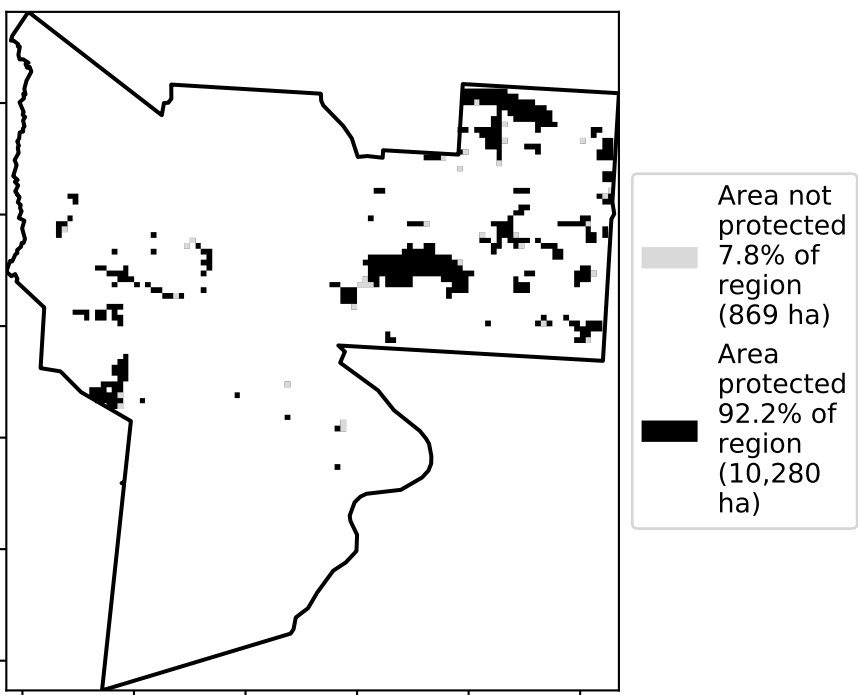 Area not
protected
7.8% of
region
(869 ha)
Area
protected
92.2% of
region
(10,280
ha)